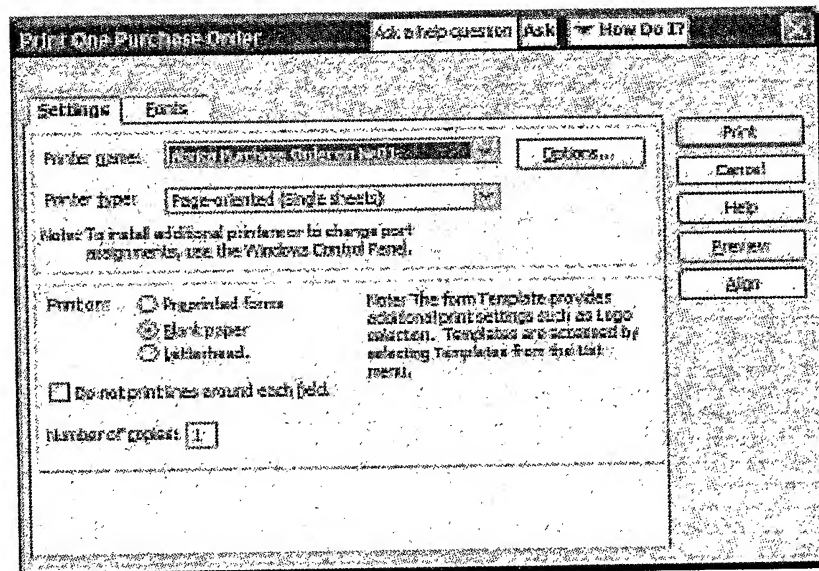 Print One Purchase Order
Ask a help question Ask How Do I?
Settings Fonts
Printer name: Options...
Printer type: Page-oriented (Single sheets)
Note: To install additional printers or to change port
assignments, use the Windows Control Panel.
Print on: Preprinted forms
Blank paper
Letterhead.
Do not print lines around each field.
Number of copies: 1
Note: The form Template provides
additional print settings such as Logo
selection. Templates are accessed by
selecting Templates from the List
menu.
Print
Cancel
Help
Preview
Align